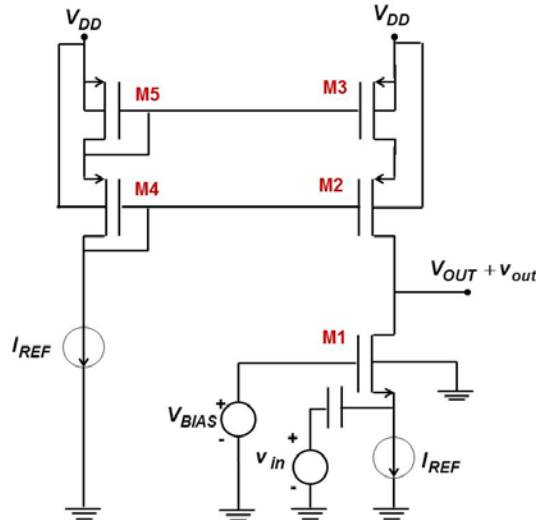 VDD
VDD
M5
M3
M4
M2
VOUT + vout
M1
IREF
+
VBIAS
-
+
vin
-
IREF